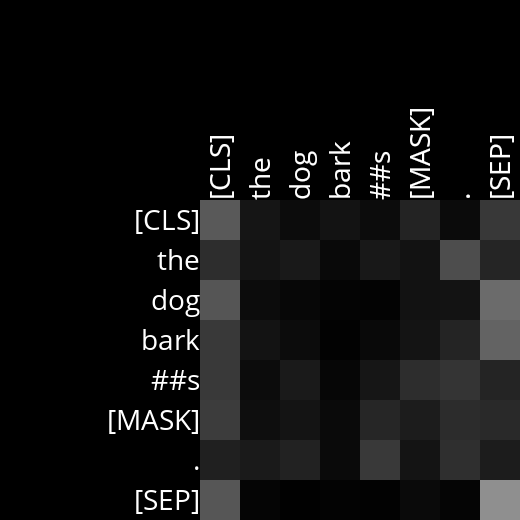 [CLS] the dog bark ##s [MASK] . [SEP]
[CLS]
the
dog
bark
##s
[MASK]
.
[SEP]